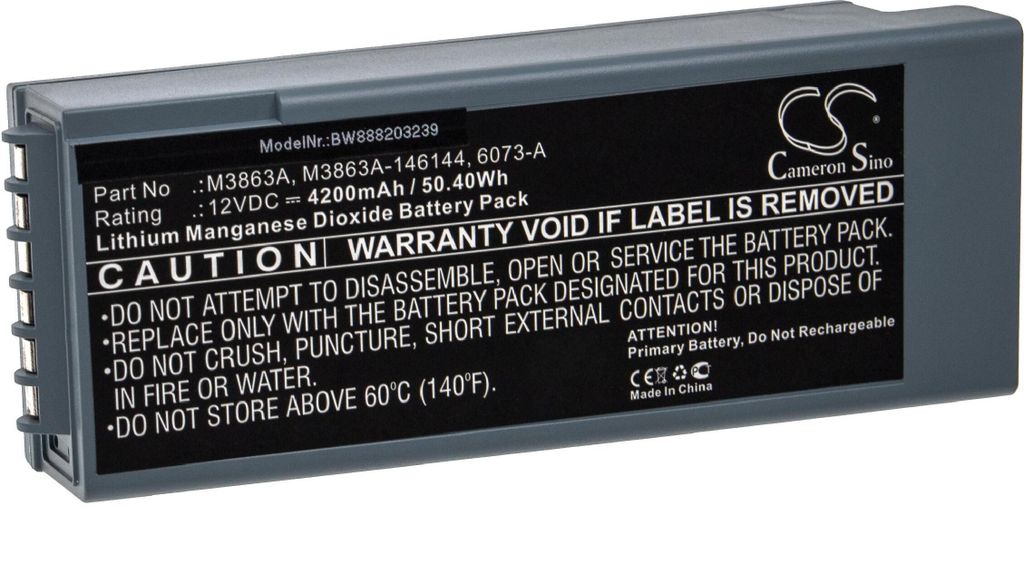 ModelNr.:BW888203239
CS®
Cameron Sino
Part No .:M3863A, M3863A-146144, 6073-A
Rating .:12VDC ⎓ 4200mAh / 50.40Wh
Lithium Manganese Dioxide Battery Pack
CAUTION| WARRANTY VOID IF LABEL IS REMOVED
•DO NOT ATTEMPT TO DISASSEMBLE, OPEN OR SERVICE THE BATTERY PACK.
•REPLACE ONLY WITH THE BATTERY PACK DESIGNATED FOR THIS PRODUCT.
•DO NOT CRUSH, PUNCTURE, SHORT EXTERNAL CONTACTS OR DISPOSE OF
IN FIRE OR WATER.
•DO NOT STORE ABOVE 60°C (140°F).
ATTENTION!
Primary Battery, Do Not Rechargeable
CE
Made In China